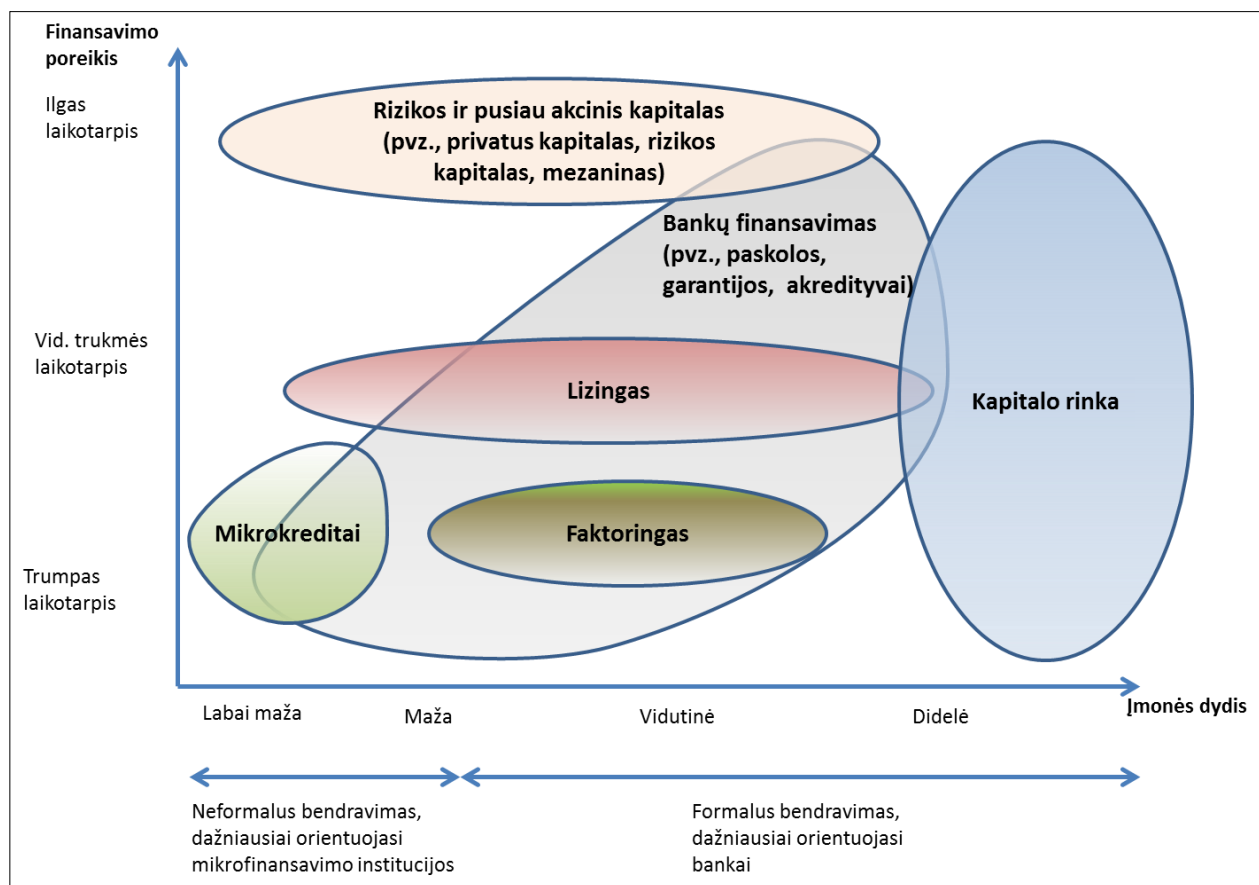 Finansavimo
poreikis
Ilgas
laikotarpis
Rizikos ir pusiau akcinis kapitalas
(pvz., privatus kapitalas, rizikos
kapitalas, mezaninas)
Bankų finansavimas
(pvz., paskolos,
garantijos, akredityvai)
Vid. trukmės
laikotarpis
Lizingas
Kapitalo rinka
Mikrokreditai
Faktoringas
Trumpas
laikotarpis
Labai maža
Maža
Vidutinė
Didelė
Įmonės dydis
Neformalus bendravimas,
dažniausiai orientuojasi
mikrofinansavimo institucijos
Formalus bendravimas,
dažniausiai orientuojasi
bankai